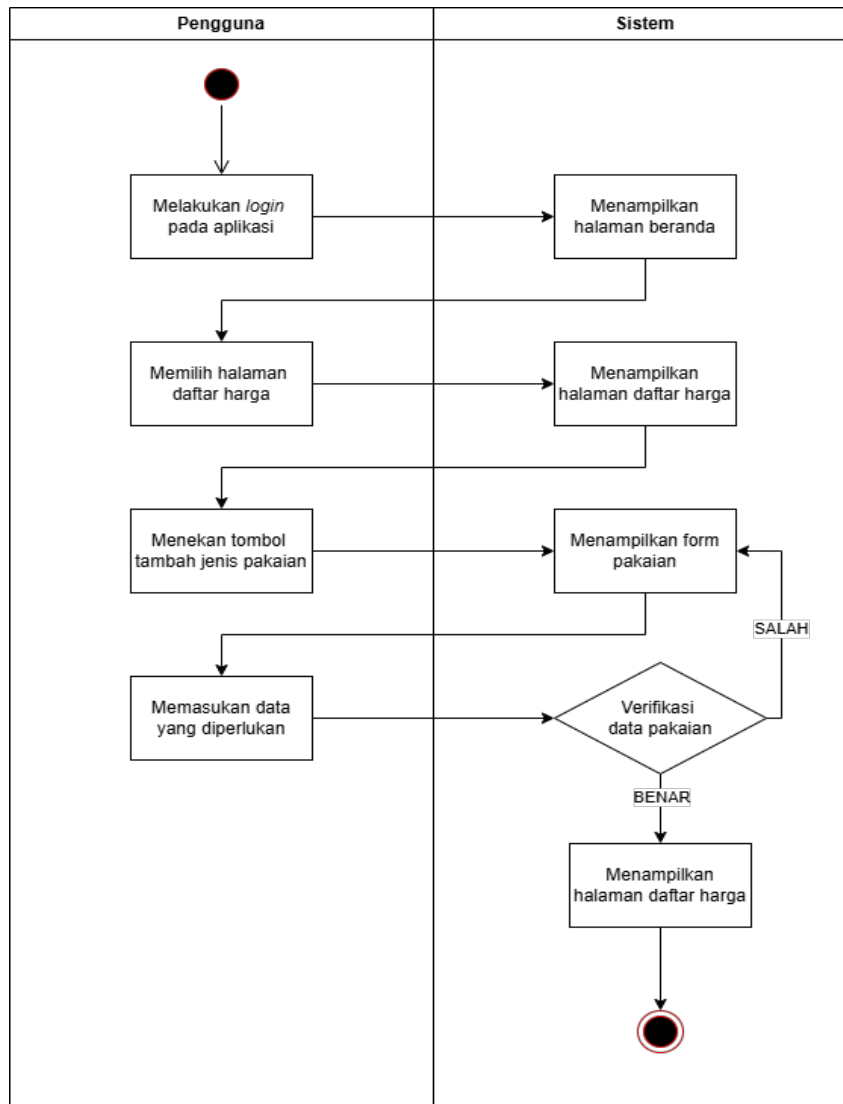 Pengguna
Sistem
Melakukan login
pada aplikasi
Menampilkan
halaman beranda
Memilih halaman
daftar harga
Menampilkan
halaman daftar harga
Menekan tombol
tambah jenis pakaian
Menampilkan form
pakaian
SALAH
Memasukan data
yang diperlukan
Verifikasi
data pakaian
BENAR
Menampilkan
halaman daftar harga